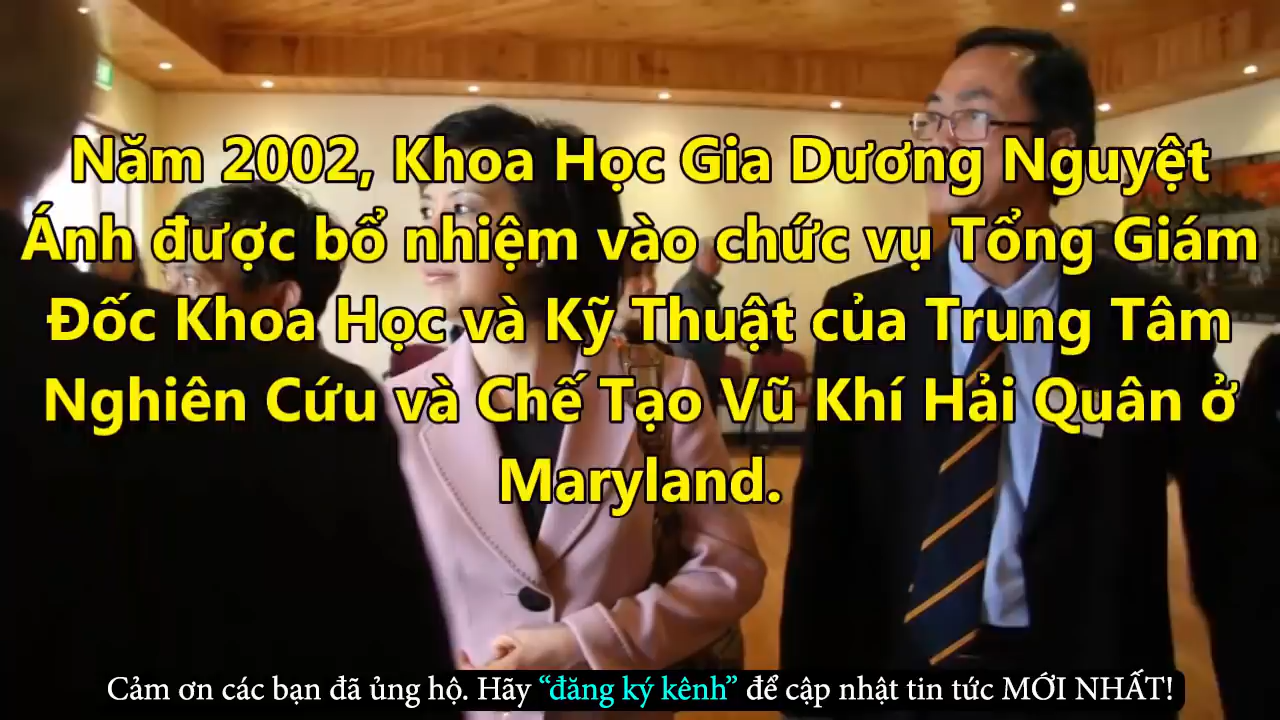 Năm 2002, Khoa Học Gia Dương Nguyệt
Ánh được bổ nhiệm vào chức vụ Tổng Giám
Đốc Khoa Học và Kỹ Thuật của Trung Tâm
Nghiên Cứu và Chế Tạo Vũ Khí Hải Quân ở
Maryland.
Cảm ơn các bạn đã ủng hộ. Hãy “đăng ký kênh” để cập nhật tin tức MỚI NHẤT!